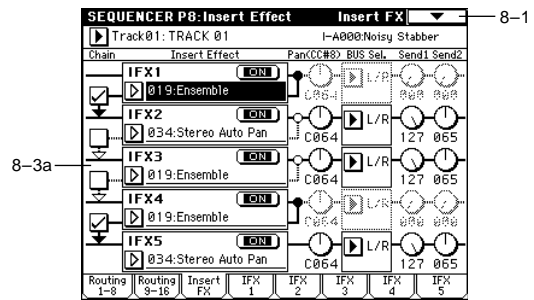 SEQUENCER P8:Insert Effect Insert FX
8–1
Track01: TRACK 01 I-A000:Noisy Stabber
Chain Insert Effect Pan(CC#8) BUS Sel. Send1 Send2
IFX1 ON
019:Ensemble L/R
C064 000 000
IFX2 ON
034:Stereo Auto Pan L/R
C064 127 065
8–3a
IFX3 ON
019:Ensemble L/R
C064 127 065
IFX4 ON
019:Ensemble L/R
C064 000 000
IFX5 ON
034:Stereo Auto Pan L/R
C064 127 065
Routing 1-8 Routing 9-16 Insert FX IFX 1 IFX 2 IFX 3 IFX 4 IFX 5